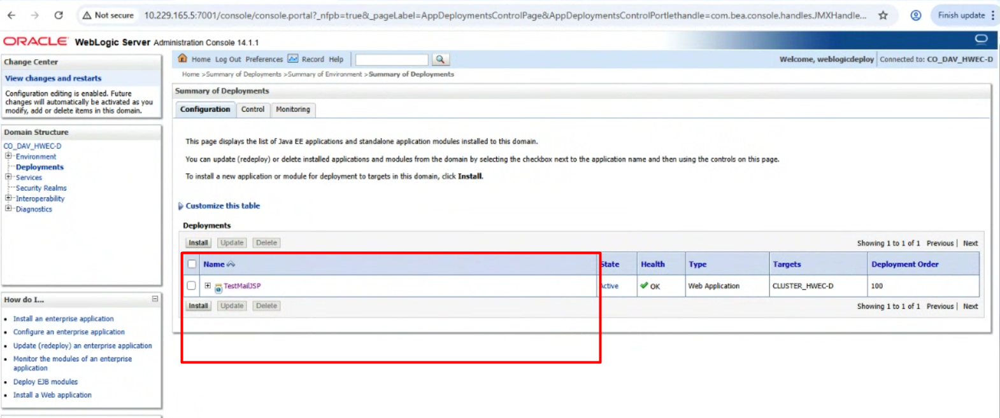 Not secure 10.229.165.5:7001/console/console.portal?_nfpb=true&_pageLabel=AppDeploymentsControlPage&AppDeploymentsControlPortlethandle=com.bea.console.handles.JMXHandle... Finish update
ORACLE WebLogic Server Administration Console 14.1.1
Change Center
View changes and restarts
Configuration editing is enabled. Future
changes will automatically be activated as you
modify, add or delete items in this domain.
Domain Structure
CO_DAV_HWEC-D
Environment
Deployments
Services
Security Realms
Interoperability
Diagnostics
How do I...
Install an enterprise application
Configure an enterprise application
Update (redeploy) an enterprise application
Monitor the modules of an enterprise
application
Deploy EJB modules
Install a Web application
Home Log Out Preferences Record Help
Welcome, weblogicdeploy Connected to: CO_DAV_HWEC-D
Home >Summary of Deployments >Summary of Environment >Summary of Deployments
Summary of Deployments
Configuration Control Monitoring
This page displays the list of Java EE applications and standalone application modules installed to this domain.
You can update (redeploy) or delete installed applications and modules from the domain by selecting the checkbox next to the application name and then using the controls on this page.
To install a new application or module for deployment to targets in this domain, click Install.
Customize this table
Deployments
Install Update Delete Showing 1 to 1 of 1 Previous | Next
Name State Health Type Targets Deployment Order
TestMailJSP Active OK Web Application CLUSTER_HWEC-D 100
Install Update Delete Showing 1 to 1 of 1 Previous | Next